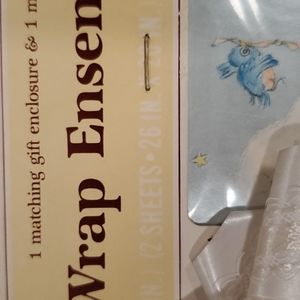 1 matching gift enclosure & 1 m
Wrap Ensem
N.) (2 SHEETS • 26 IN. X 20 IN.)